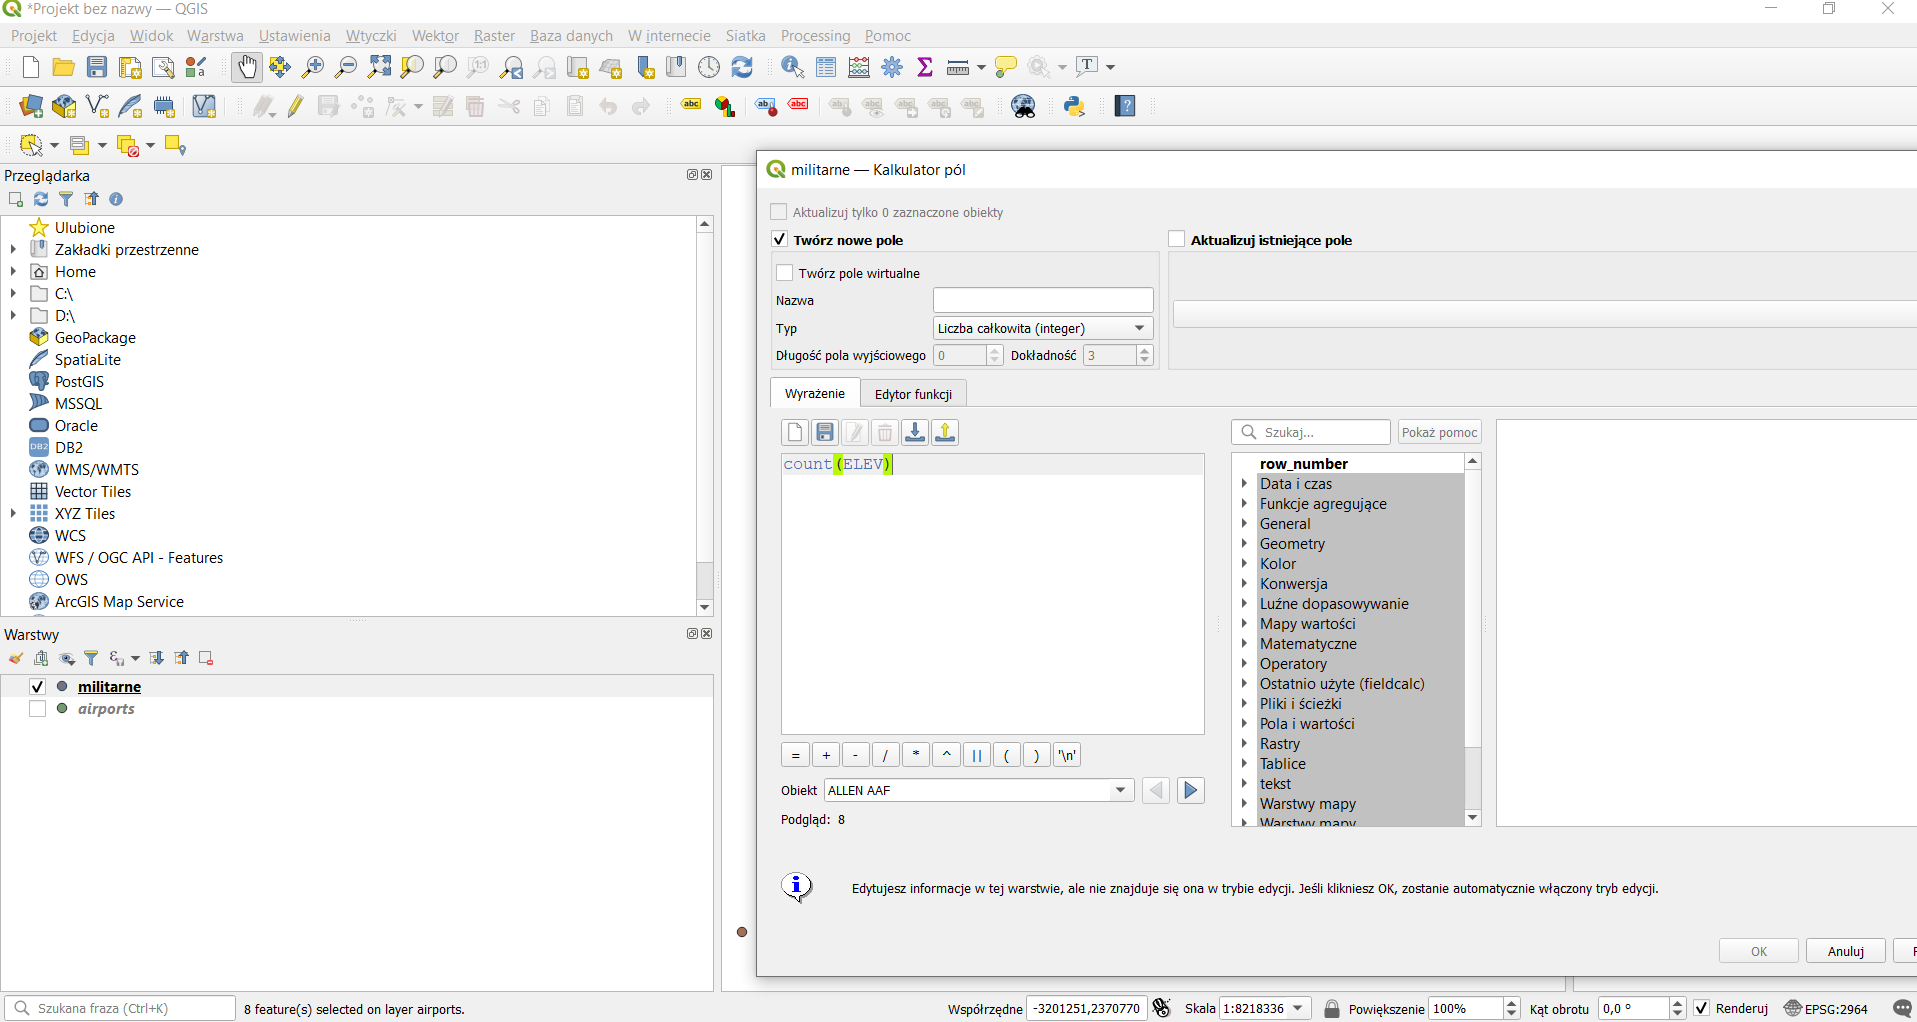 *Projekt bez nazwy — QGIS
Projekt Edycja Widok Warstwa Ustawienia Wtyczki Wektor Raster Baza danych W internecie Siatka Processing Pomoc
Przeglądarka
Ulubione
Zakładki przestrzenne
Home
C:\
D:\
GeoPackage
SpatiaLite
PostGIS
MSSQL
Oracle
DB2
WMS/WMTS
Vector Tiles
XYZ Tiles
WCS
WFS / OGC API - Features
OWS
ArcGIS Map Service
Warstwy
militarne
airports
militarne — Kalkulator pól
Aktualizuj tylko 0 zaznaczone obiekty
Twórz nowe pole
Aktualizuj istniejące pole
Twórz pole wirtualne
Nazwa
Typ Liczba całkowita (integer)
Długość pola wyjściowego 0 Dokładność 3
Wyrażenie Edytor funkcji
Szukaj... Pokaż pomoc
count(ELEV)
row_number
Data i czas
Funkcje agregujące
General
Geometry
Kolor
Konwersja
Luźne dopasowywanie
Mapy wartości
Matematyczne
Operatory
Ostatnio użyte (fieldcalc)
Pliki i ścieżki
Pola i wartości
Rastry
Tablice
tekst
Warstwy mapy
Warstwy mapy
= + - / * ^ || ( ) '\n'
Obiekt ALLEN AAF
Podgląd: 8
Edytujesz informacje w tej warstwie, ale nie znajduje się ona w trybie edycji. Jeśli klikniesz OK, zostanie automatycznie włączony tryb edycji.
OK Anuluj
Szukana fraza (Ctrl+K) 8 feature(s) selected on layer airports. Współrzędne -3201251,2370770 Skala 1:8218336 Powiększenie 100% Kąt obrotu 0,0 ° Renderuj EPSG:2964